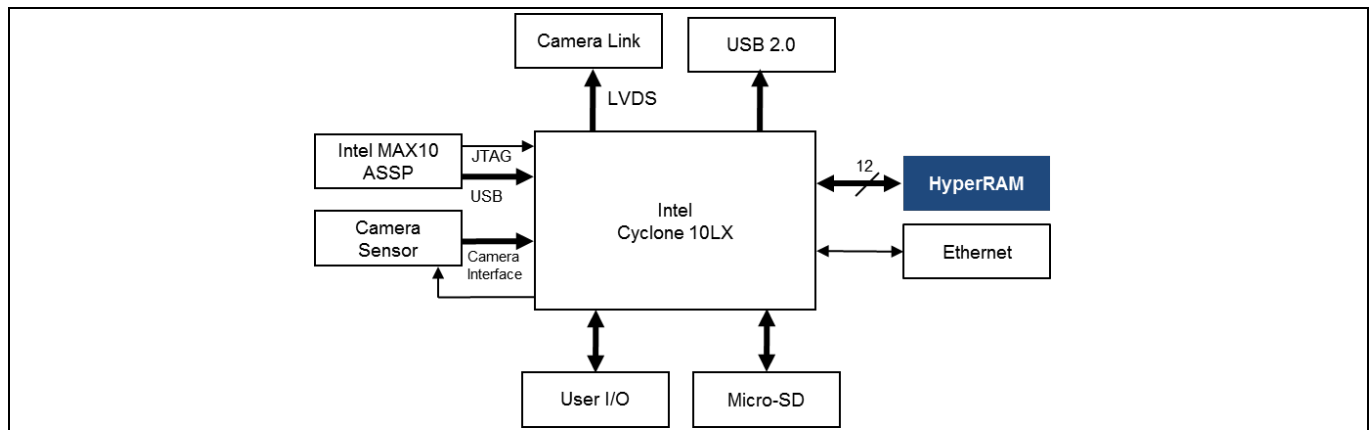 Camera Link
USB 2.0
LVDS
Intel MAX10
ASSP
JTAG
USB
12
HyperRAM
Intel
Cyclone 10LX
Camera
Sensor
Camera
Interface
Ethernet
User I/O
Micro-SD